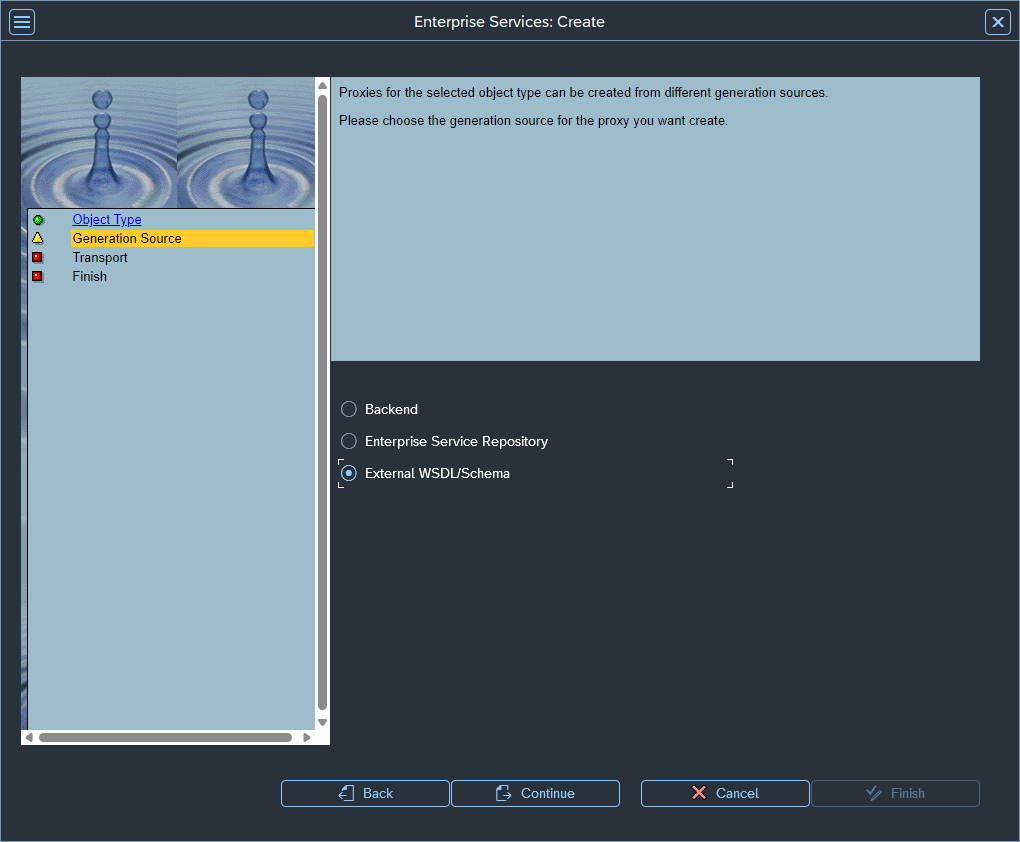 Enterprise Services: Create
Proxies for the selected object type can be created from different generation sources.
Please choose the generation source for the proxy you want create.
Object Type
Generation Source
Transport
Finish
Backend
Enterprise Service Repository
External WSDL/Schema
Back
Continue
Cancel
Finish